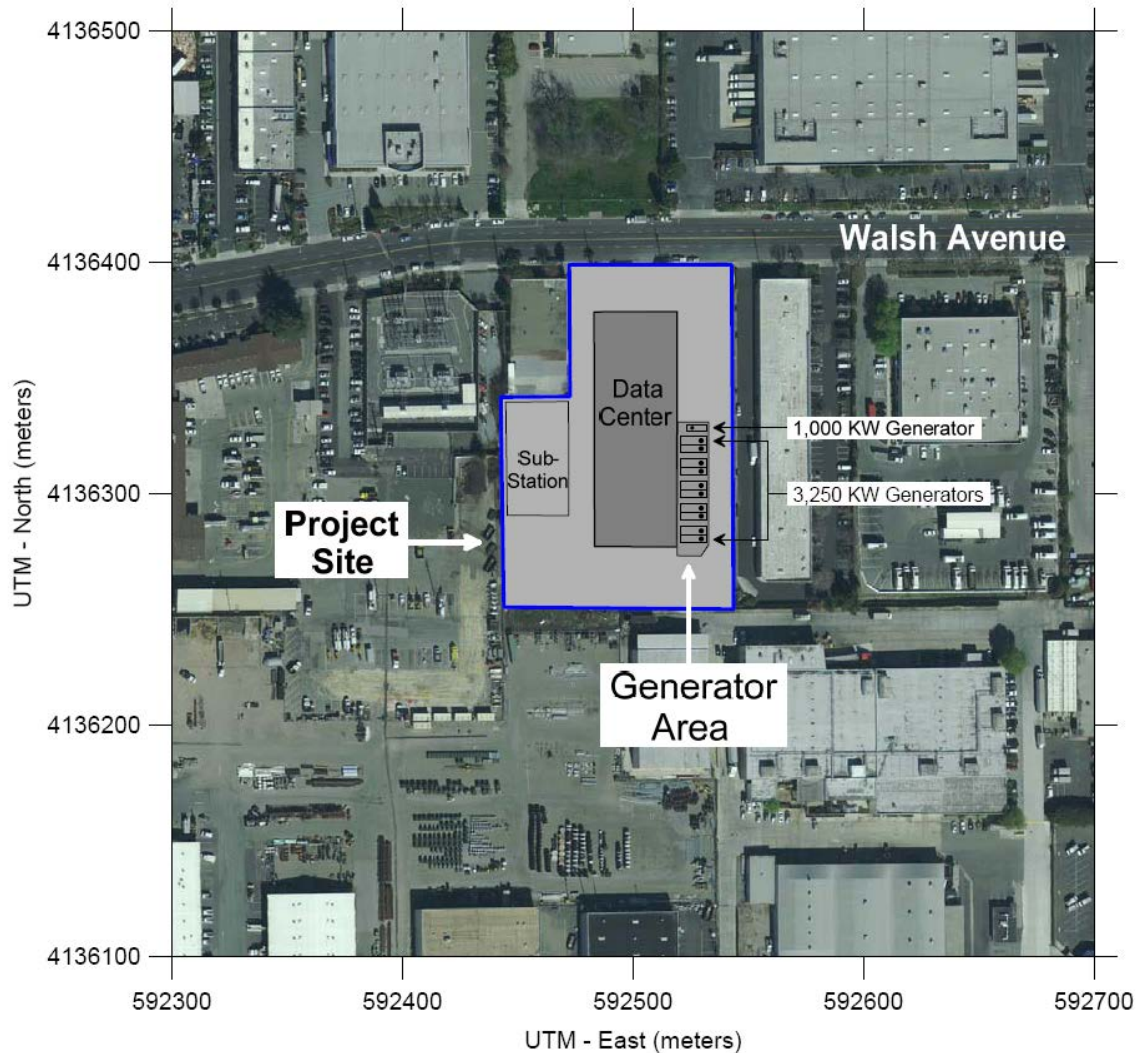 4136500
Walsh Avenue
4136400
Data
Center
1,000 KW Generator
Sub-
Station
4136300
3,250 KW Generators
Project
Site
UTM - North (meters)
Generator
Area
4136200
4136100
592300
592400
592500
592600
592700
UTM - East (meters)